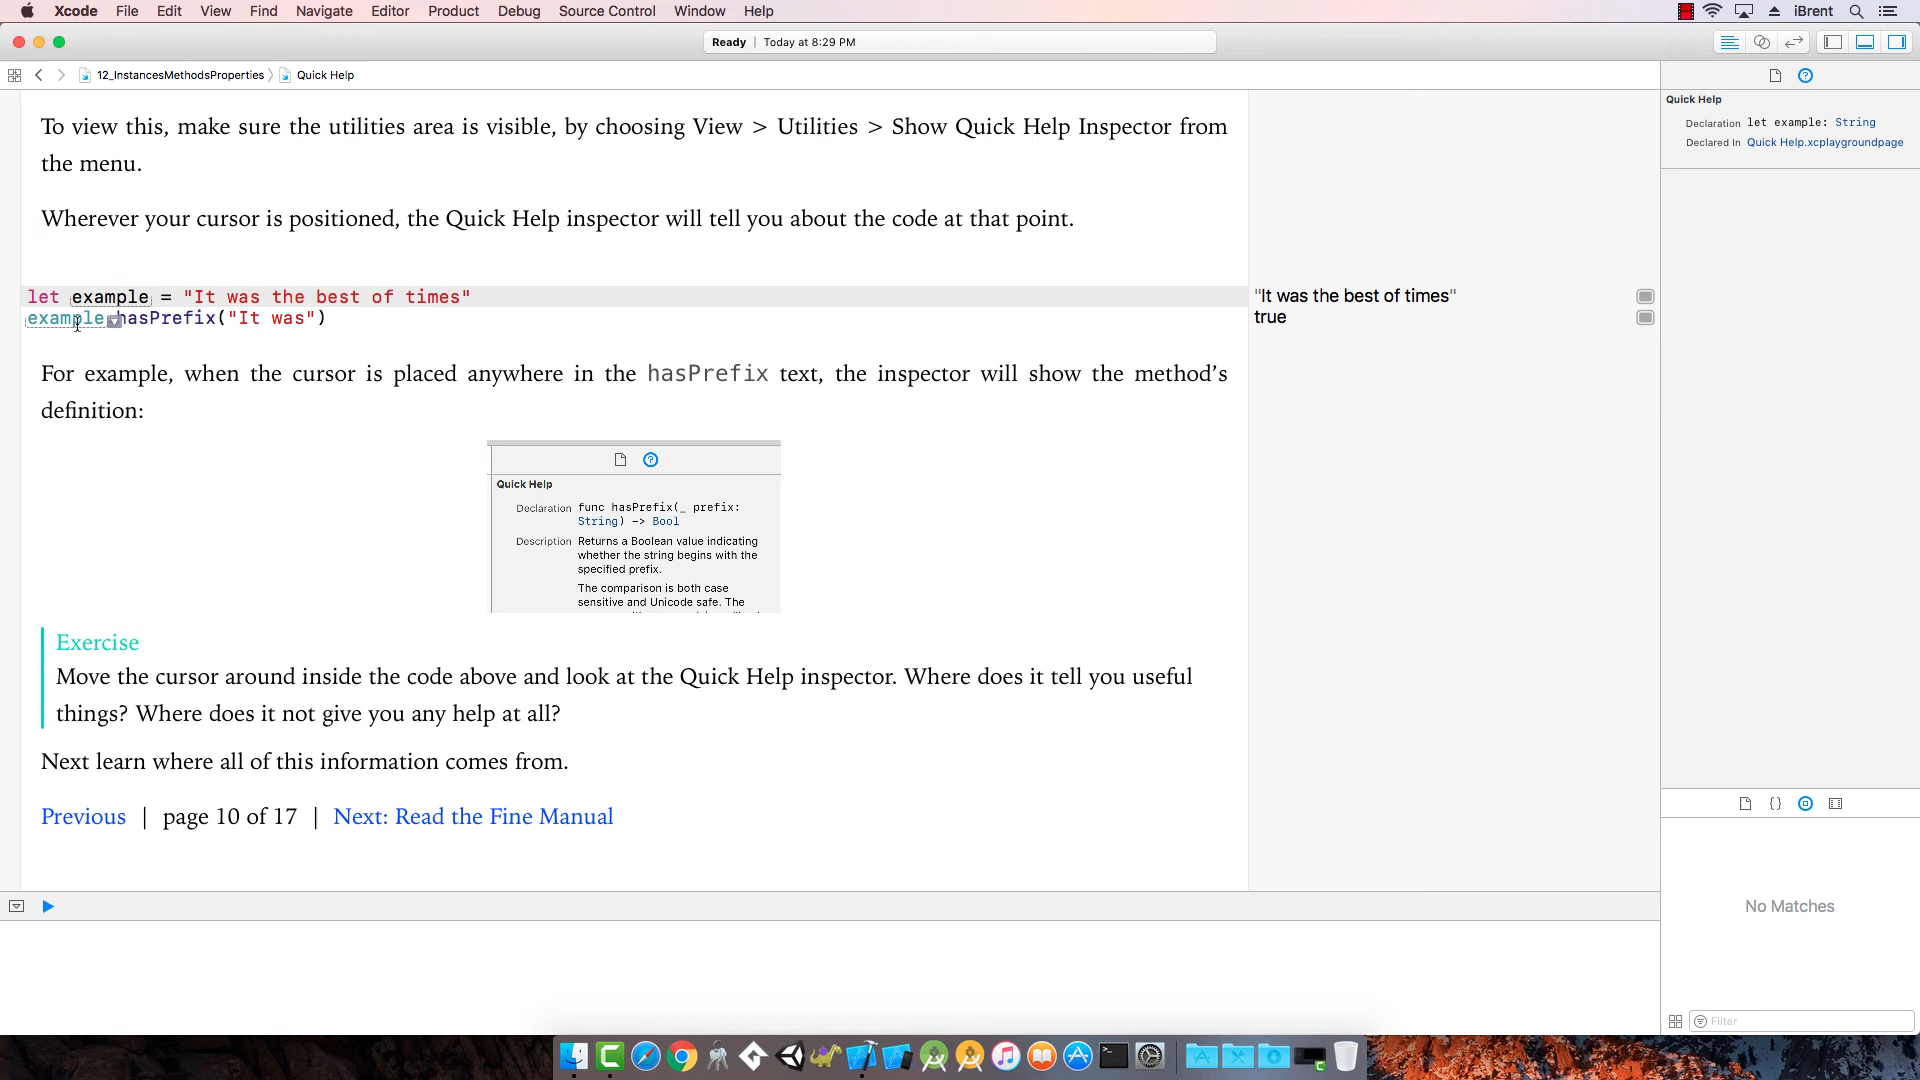 Xcode File Edit View Find Navigate Editor Product Debug Source Control Window Help iBrent
Ready | Today at 8:29 PM
12_InstancesMethodsProperties Quick Help
To view this, make sure the utilities area is visible, by choosing View > Utilities > Show Quick Help Inspector from
the menu.
Wherever your cursor is positioned, the Quick Help inspector will tell you about the code at that point.
let example = "It was the best of times"
example hasPrefix("It was")
"It was the best of times"
true
For example, when the cursor is placed anywhere in the hasPrefix text, the inspector will show the method's
definition:
Quick Help
Declaration func hasPrefix(_ prefix:
String) -> Bool
Description Returns a Boolean value indicating
whether the string begins with the
specified prefix.
The comparison is both case
sensitive and Unicode safe. The
Exercise
Move the cursor around inside the code above and look at the Quick Help inspector. Where does it tell you useful
things? Where does it not give you any help at all?
Next learn where all of this information comes from.
Previous | page 10 of 17 | Next: Read the Fine Manual
Quick Help
Declaration let example: String
Declared In Quick Help.xcplaygroundpage
No Matches
Filter